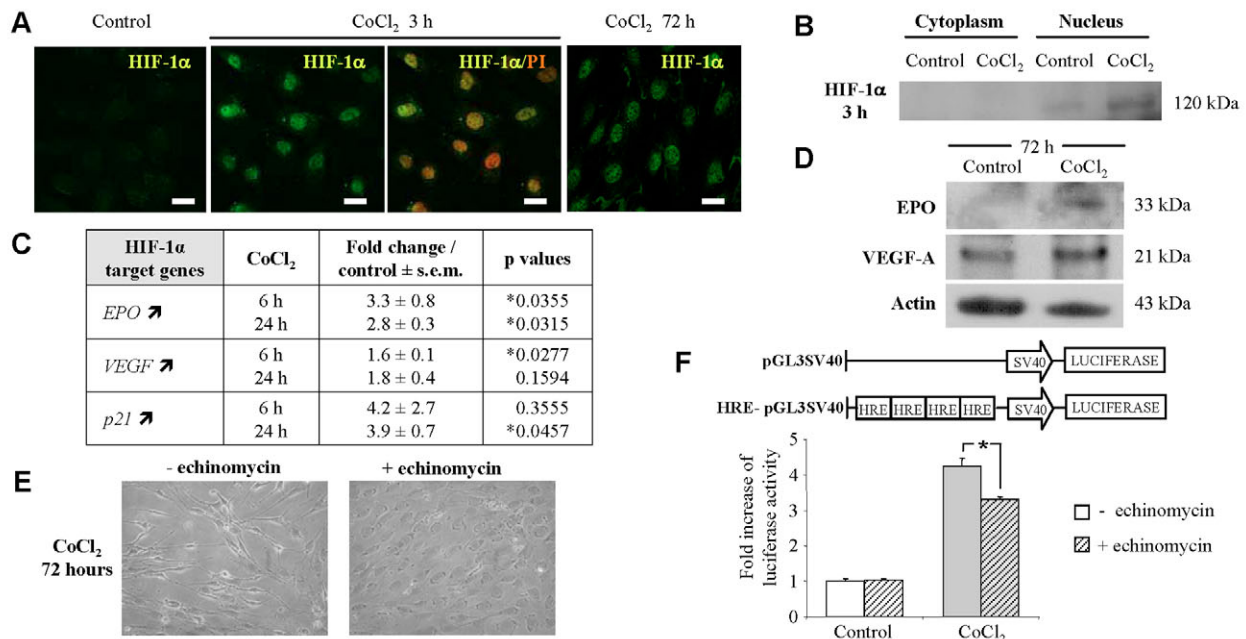 A
Control
CoCl2 3 h
CoCl2 72 h
HIF-1α
HIF-1α
HIF-1α/PI
HIF-1α
B
Cytoplasm Nucleus
Control CoCl2 Control CoCl2
HIF-1α
3 h
120 kDa
C
HIF-1α target genes | CoCl2 | Fold change / control ± s.e.m. | p values
EPO ↗ | 6 h | 3.3 ± 0.8 | *0.0355
24 h | 2.8 ± 0.3 | *0.0315
VEGF ↗ | 6 h | 1.6 ± 0.1 | *0.0277
24 h | 1.8 ± 0.4 | 0.1594
p21 ↗ | 6 h | 4.2 ± 2.7 | 0.3555
24 h | 3.9 ± 0.7 | *0.0457
D
72 h
Control CoCl2
EPO 33 kDa
VEGF-A 21 kDa
Actin 43 kDa
E
- echinomycin + echinomycin
CoCl2
72 hours
F
pGL3SV40 SV40 LUCIFERASE
HRE- pGL3SV40 HRE HRE HRE HRE SV40 LUCIFERASE
Fold increase of
luciferase activity
5
4
3
2
1
0
*
Control CoCl2
- echinomycin
+ echinomycin